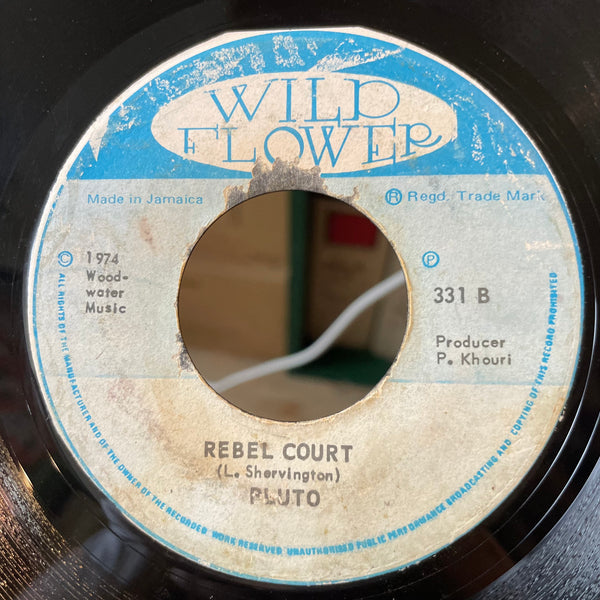 WILD
FLOWER
Made in Jamaica
® Regd. Trade Mark
© 1974
Wood-
water
Music
℗
331 B
Producer
P. Khouri
REBEL COURT
(L. Shervington)
PLUTO
ALL RIGHTS OF THE MANUFACTURER AND OF THE OWNER OF THE RECORDED WORK RESERVED UNAUTHORISED PUBLIC PERFORMANCE BROADCASTING AND COPYING OF THIS RECORD PROHIBITED